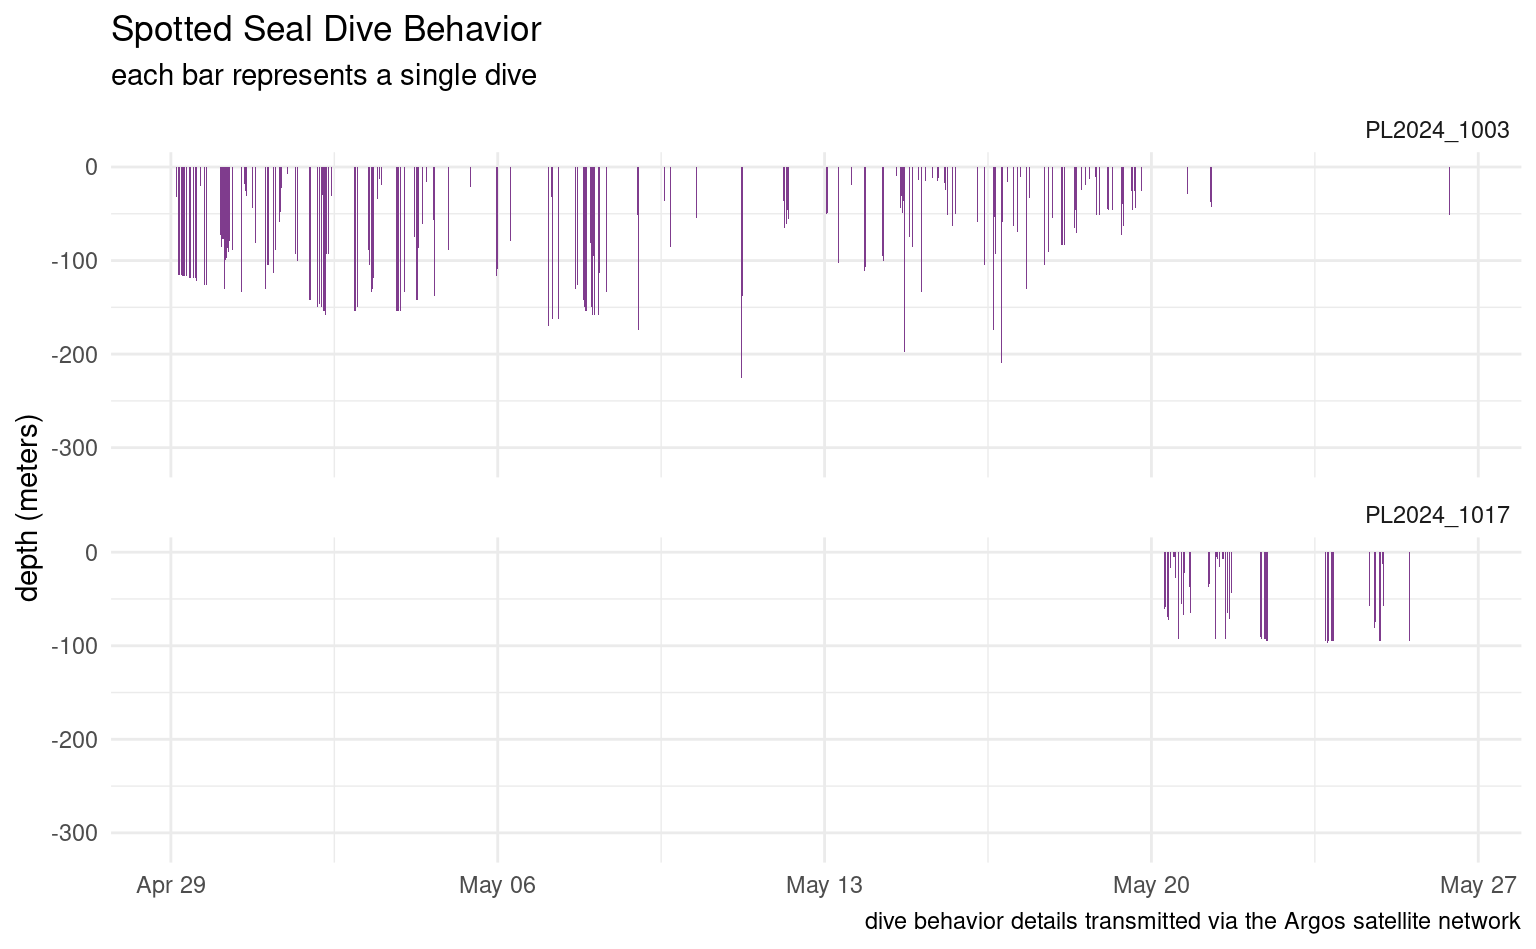 Spotted Seal Dive Behavior
each bar represents a single dive
PL2024_1003
0
-100
-200
-300
depth (meters)
PL2024_1017
0
-100
-200
-300
Apr 29
May 06
May 13
May 20
May 27
dive behavior details transmitted via the Argos satellite network